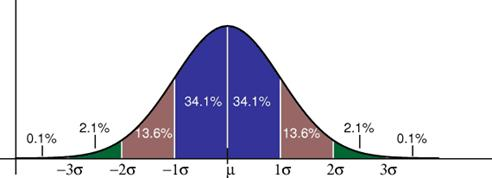 34.1% 34.1%
0.1% 2.1% 13.6% 13.6% 2.1% 0.1%
−3σ −2σ −1σ μ 1σ 2σ 3σ